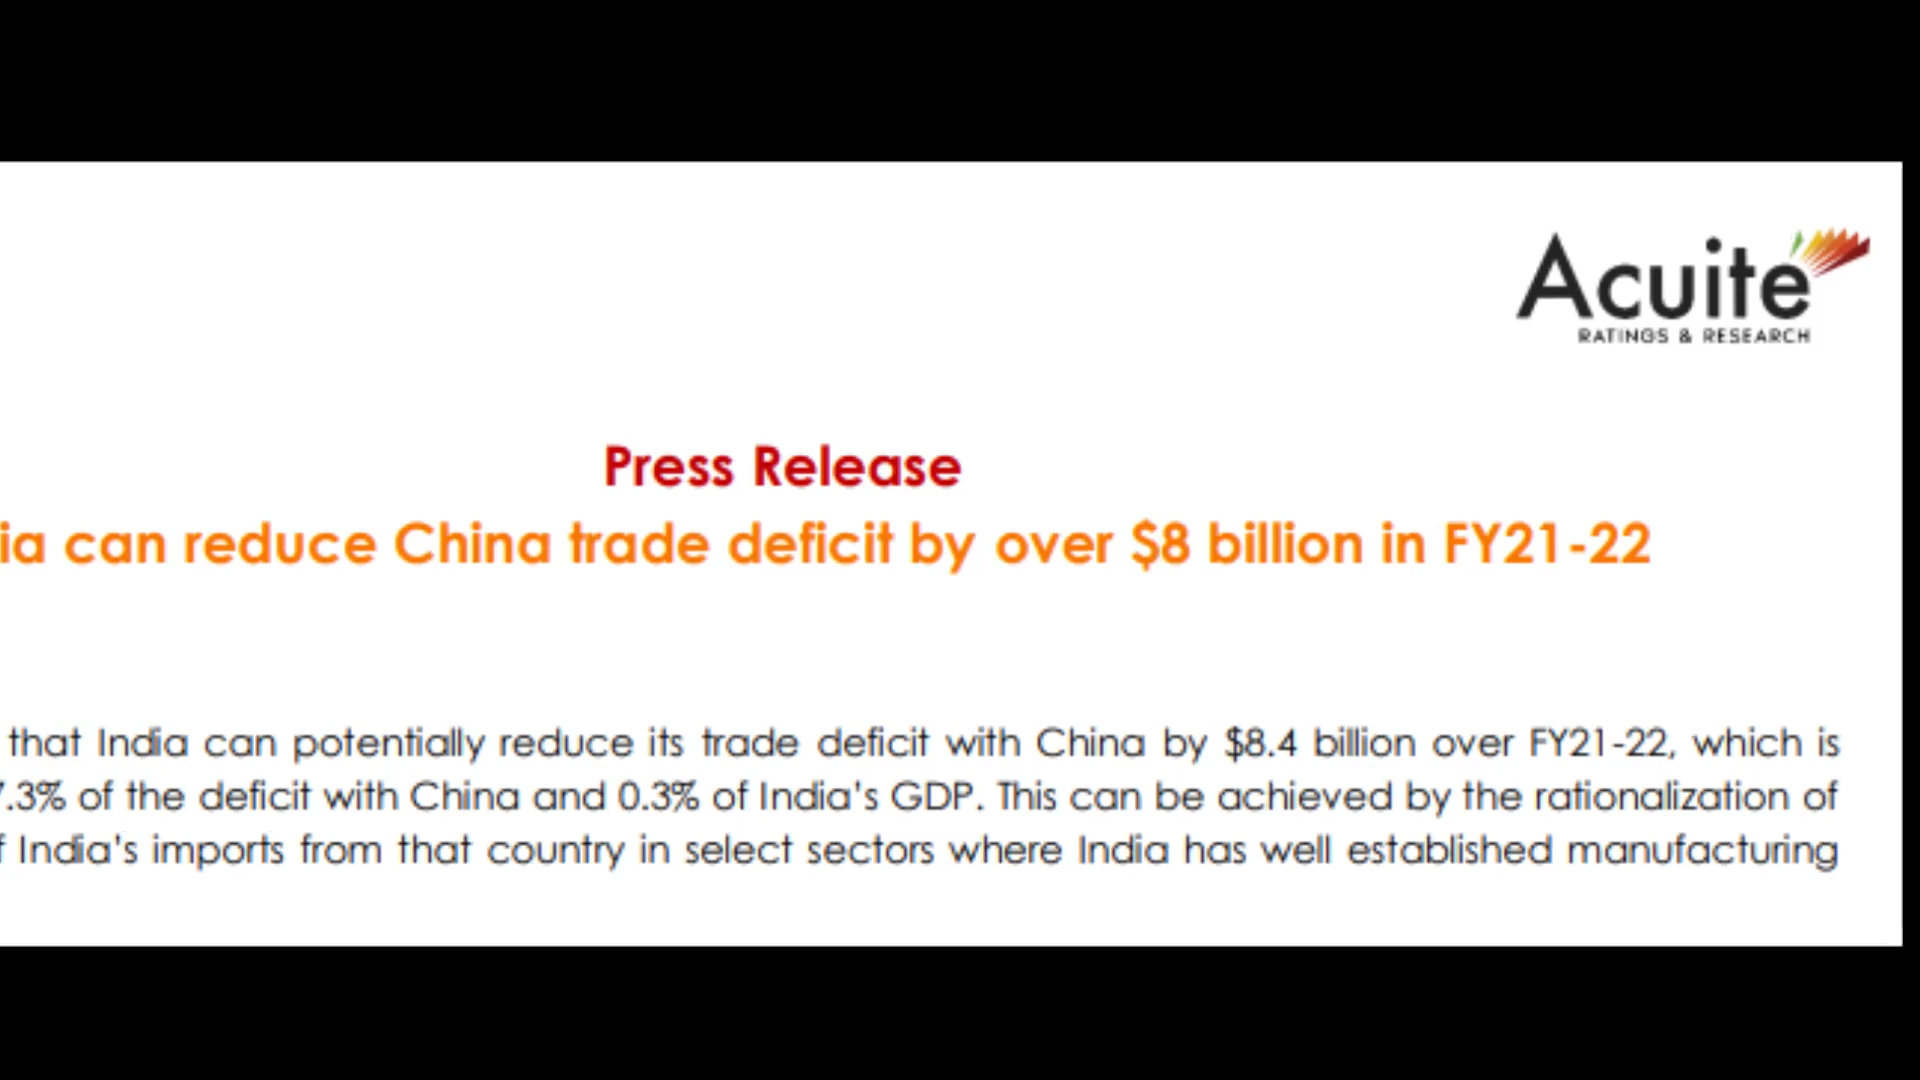 Acuite
RATINGS & RESEARCH
Press Release
ia can reduce China trade deficit by over $8 billion in FY21-22
that India can potentially reduce its trade deficit with China by $8.4 billion over FY21-22, which is
.3% of the deficit with China and 0.3% of India's GDP. This can be achieved by the rationalization of
India's imports from that country in select sectors where India has well established manufacturing